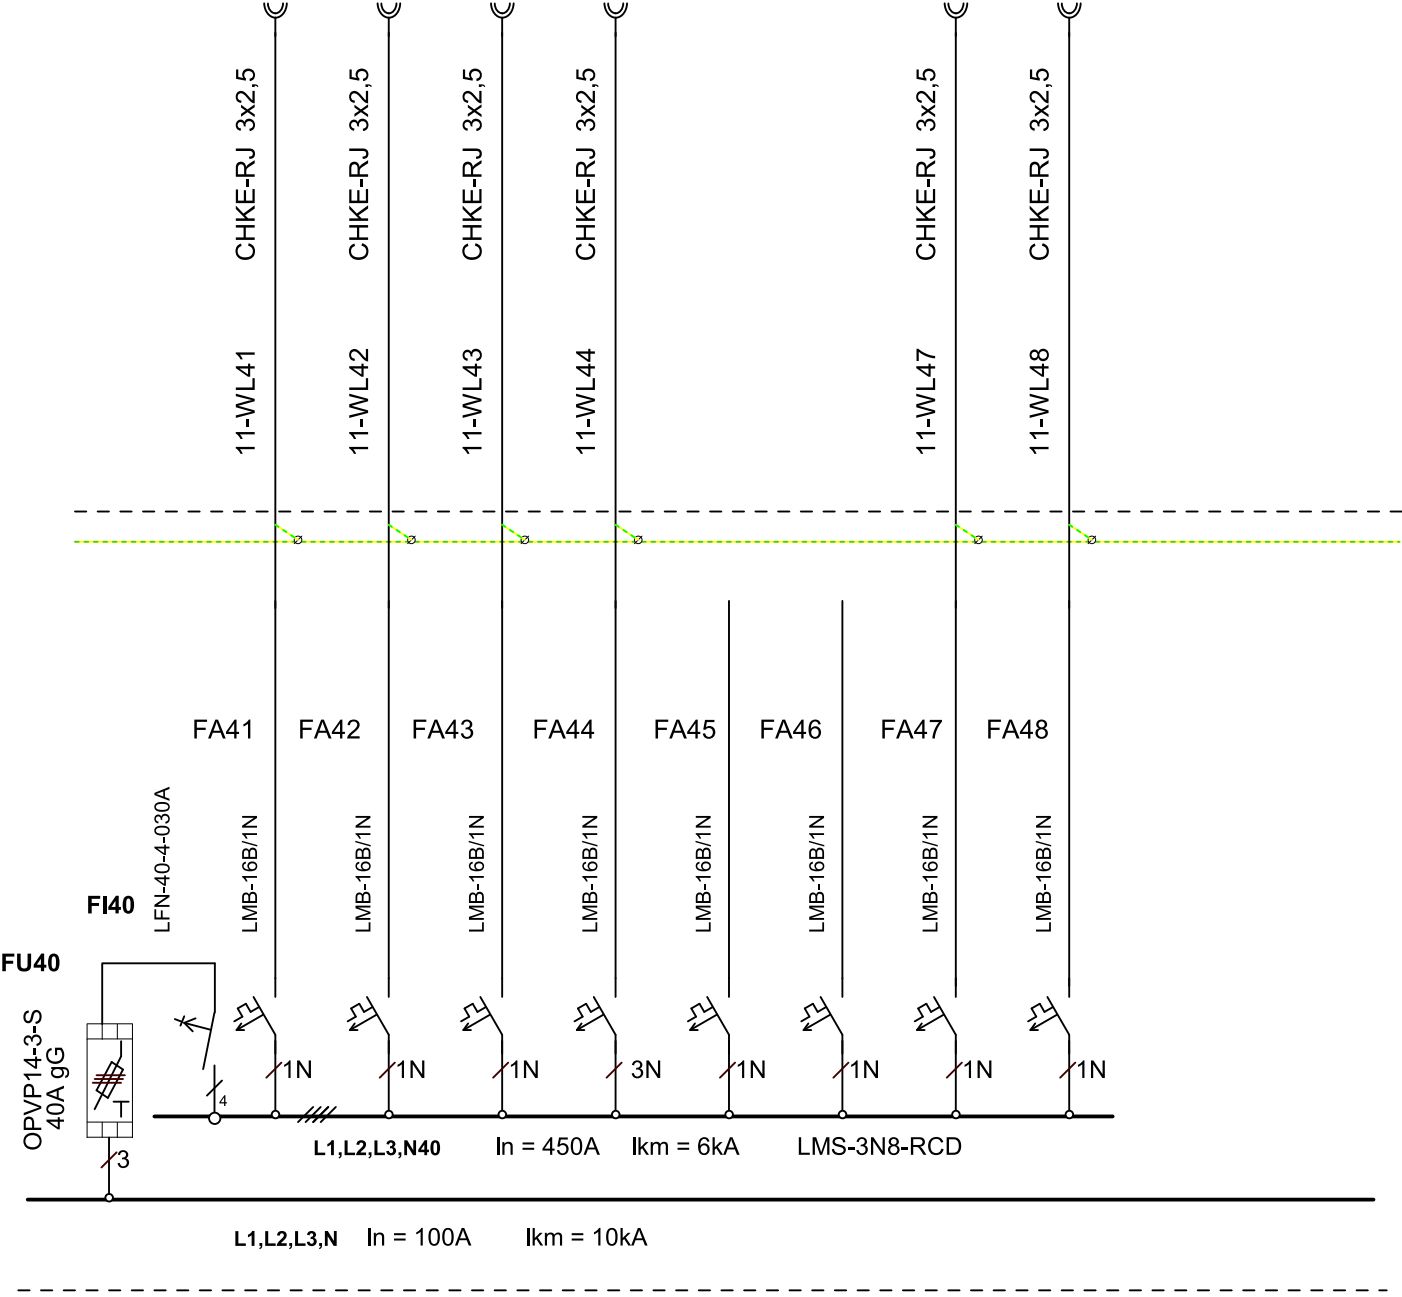 CHKE-RJ 3x2,5
CHKE-RJ 3x2,5
CHKE-RJ 3x2,5
CHKE-RJ 3x2,5
CHKE-RJ 3x2,5
CHKE-RJ 3x2,5
11-WL41
11-WL42
11-WL43
11-WL44
11-WL47
11-WL48
FA41
FA42
FA43
FA44
FA45
FA46
FA47
FA48
LFN-40-4-030A
LMB-16B/1N
LMB-16B/1N
LMB-16B/1N
LMB-16B/1N
LMB-16B/1N
LMB-16B/1N
LMB-16B/1N
LMB-16B/1N
FI40
FU40
OPVP14-3-S
40A gG
T
1N
1N
1N
3N
1N
1N
1N
1N
4
L1,L2,L3,N40
In = 450A
Ikm = 6kA
LMS-3N8-RCD
3
L1,L2,L3,N
In = 100A
Ikm = 10kA